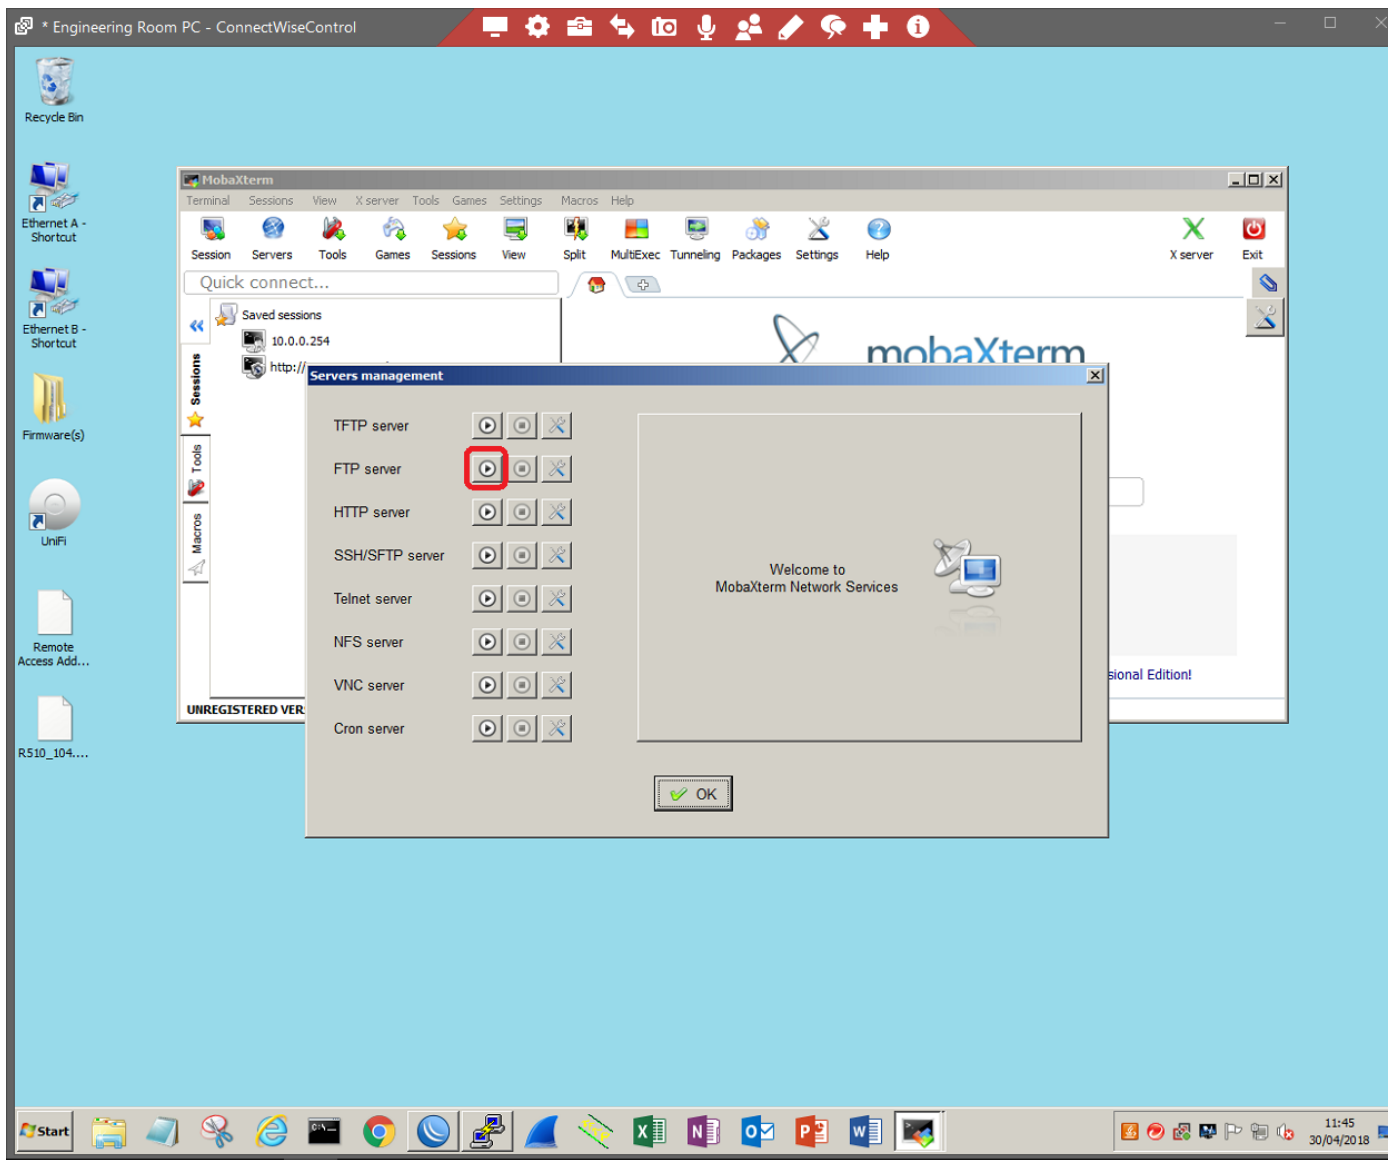 * Engineering Room PC - ConnectWiseControl
Recycle Bin
Ethernet A -
Shortcut
Ethernet B -
Shortcut
Firmware(s)
UniFi
Remote
Access Add...
R510_104....
MobaXterm
Terminal Sessions View X server Tools Games Settings Macros Help
Session Servers Tools Games Sessions View Split MultiExec Tunneling Packages Settings Help X server Exit
Quick connect...
Saved sessions
10.0.0.254
http://
Sessions
Tools
Macros
mobaXterm
sional Edition!
UNREGISTERED VER
Servers management
TFTP server
FTP server
HTTP server
SSH/SFTP server
Telnet server
NFS server
VNC server
Cron server
Welcome to
MobaXterm Network Services
OK
Start
11:45
30/04/2018